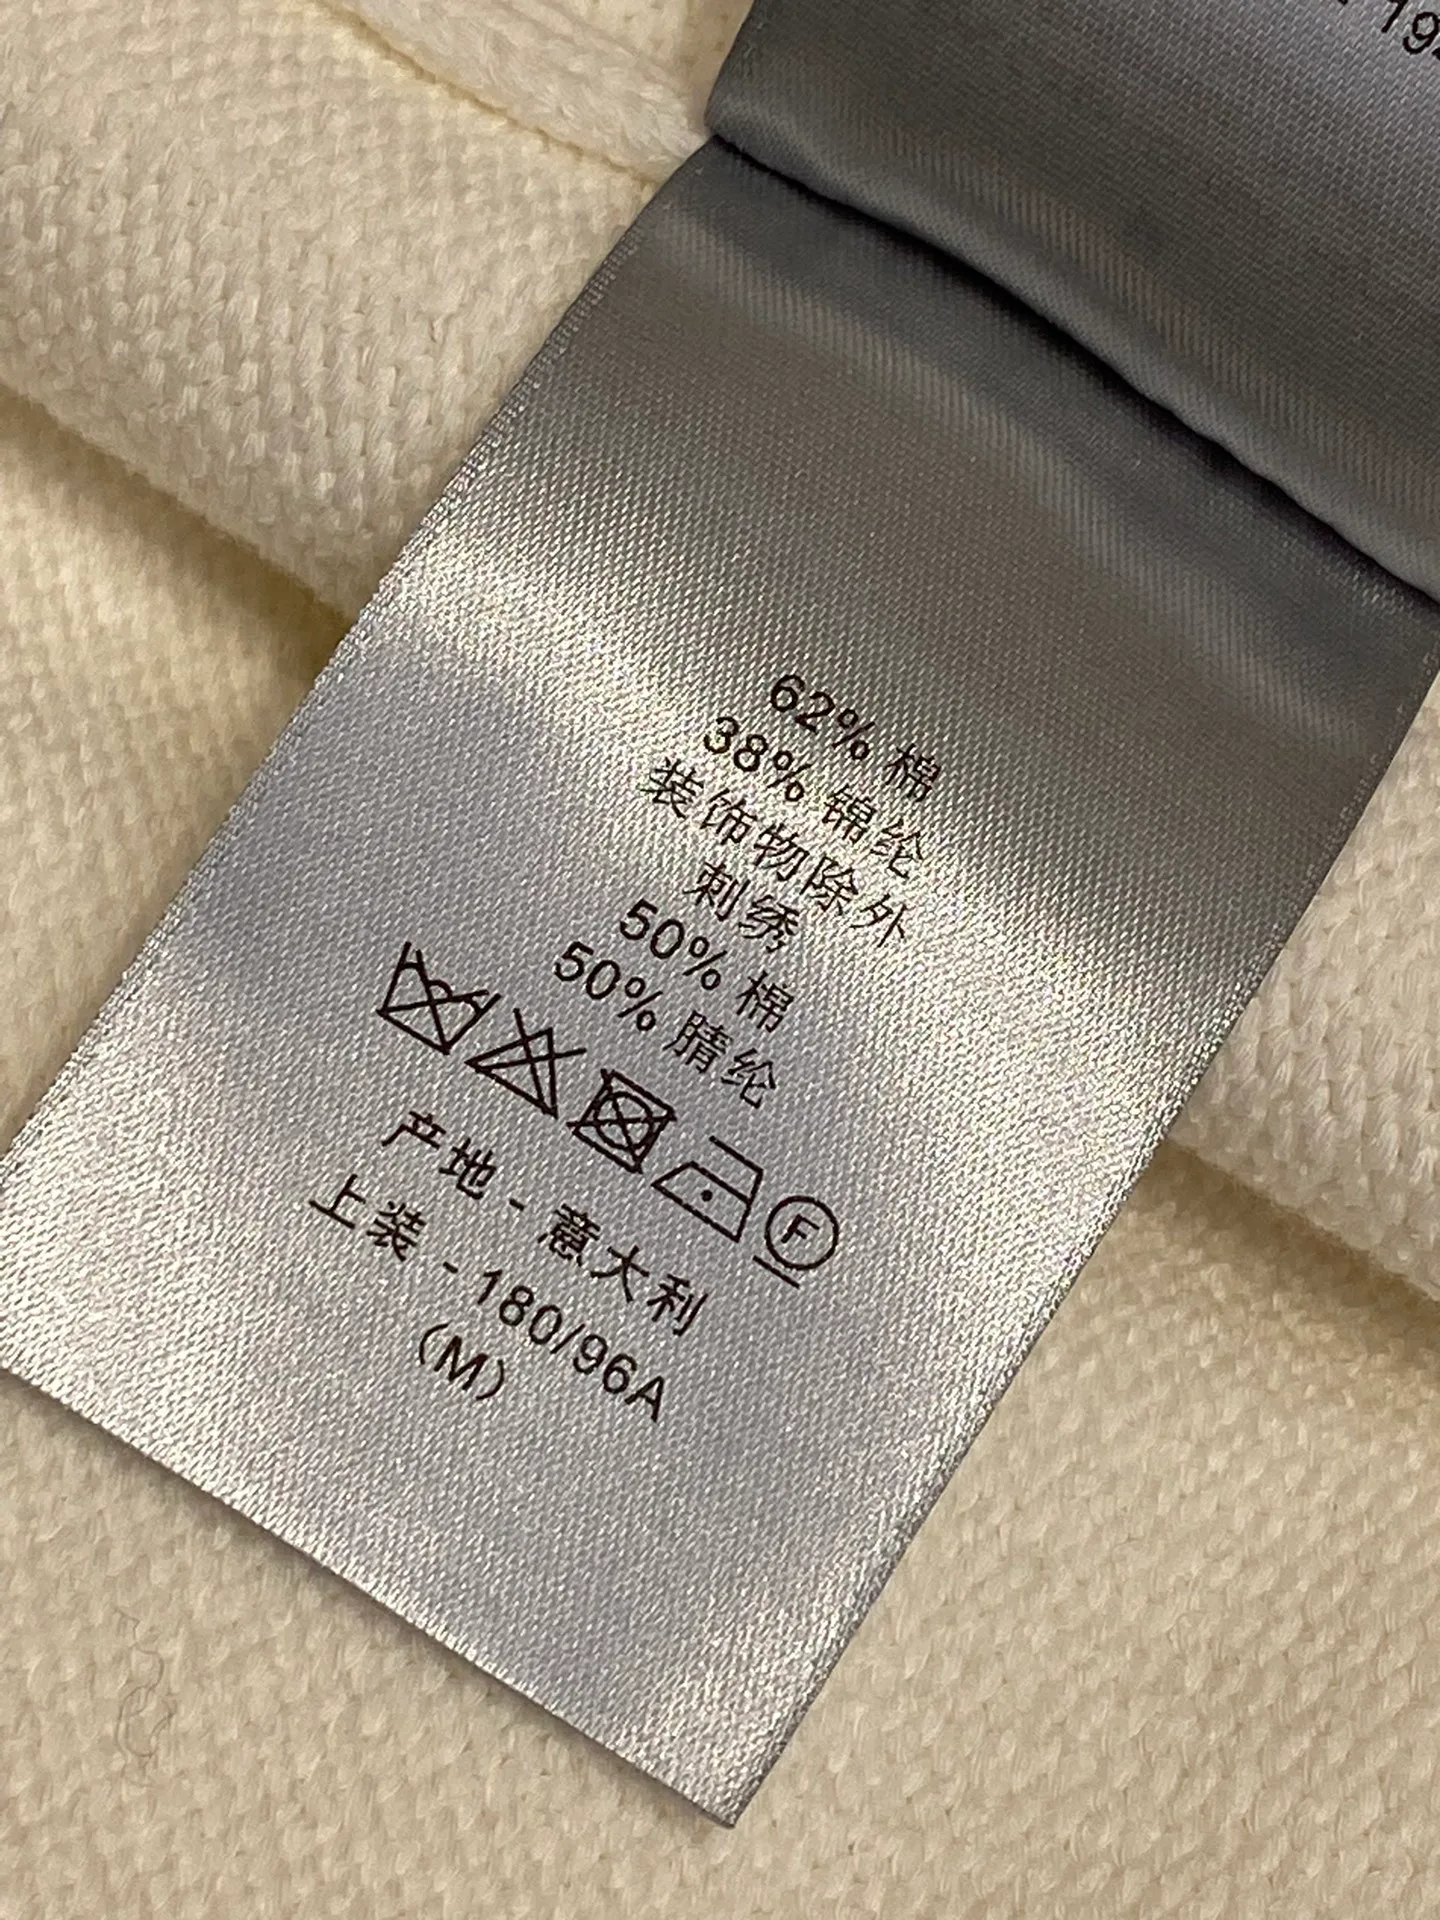 62% 棉
38% 锦纶
装饰物除外
刺绣
50% 棉
50% 腈纶
F
产地 - 意大利
上装 - 180/96A
(M)